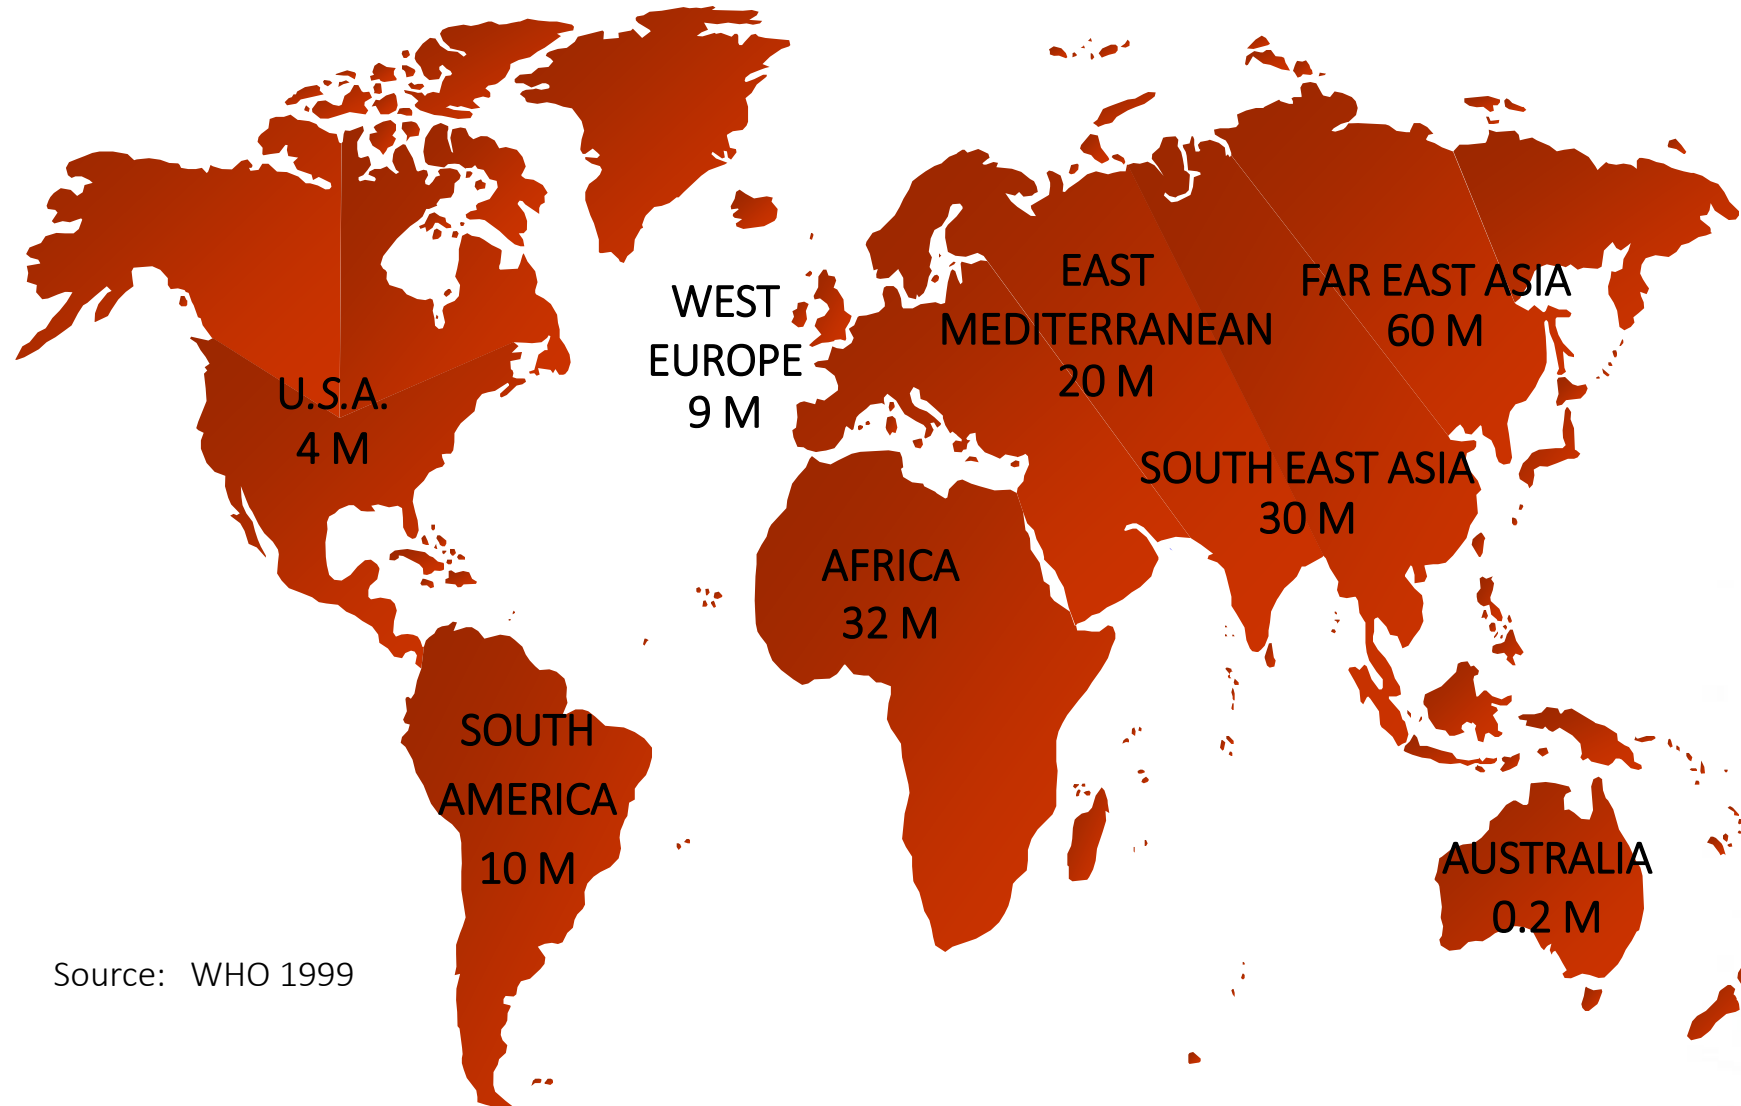 WEST
EUROPE
9 M
EAST
MEDITERRANEAN
20 M
FAR EAST ASIA
60 M
U.S.A.
4 M
SOUTH EAST ASIA
30 M
AFRICA
32 M
SOUTH
AMERICA
10 M
AUSTRALIA
0.2 M
Source: WHO 1999